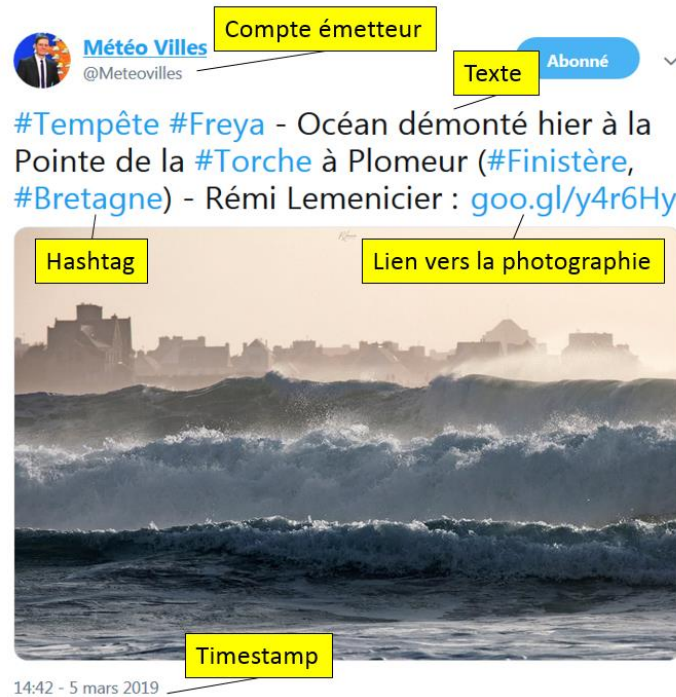 Météo Villes
Compte émetteur
@Meteovilles
Texte
Abonné
#Tempête #Freya - Océan démonté hier à la
Pointe de la #Torche à Plomeur (#Finistère,
#Bretagne) - Rémi Lemenicier : goo.gl/y4r6Hy
Hashtag
Lien vers la photographie
Timestamp
14:42 - 5 mars 2019